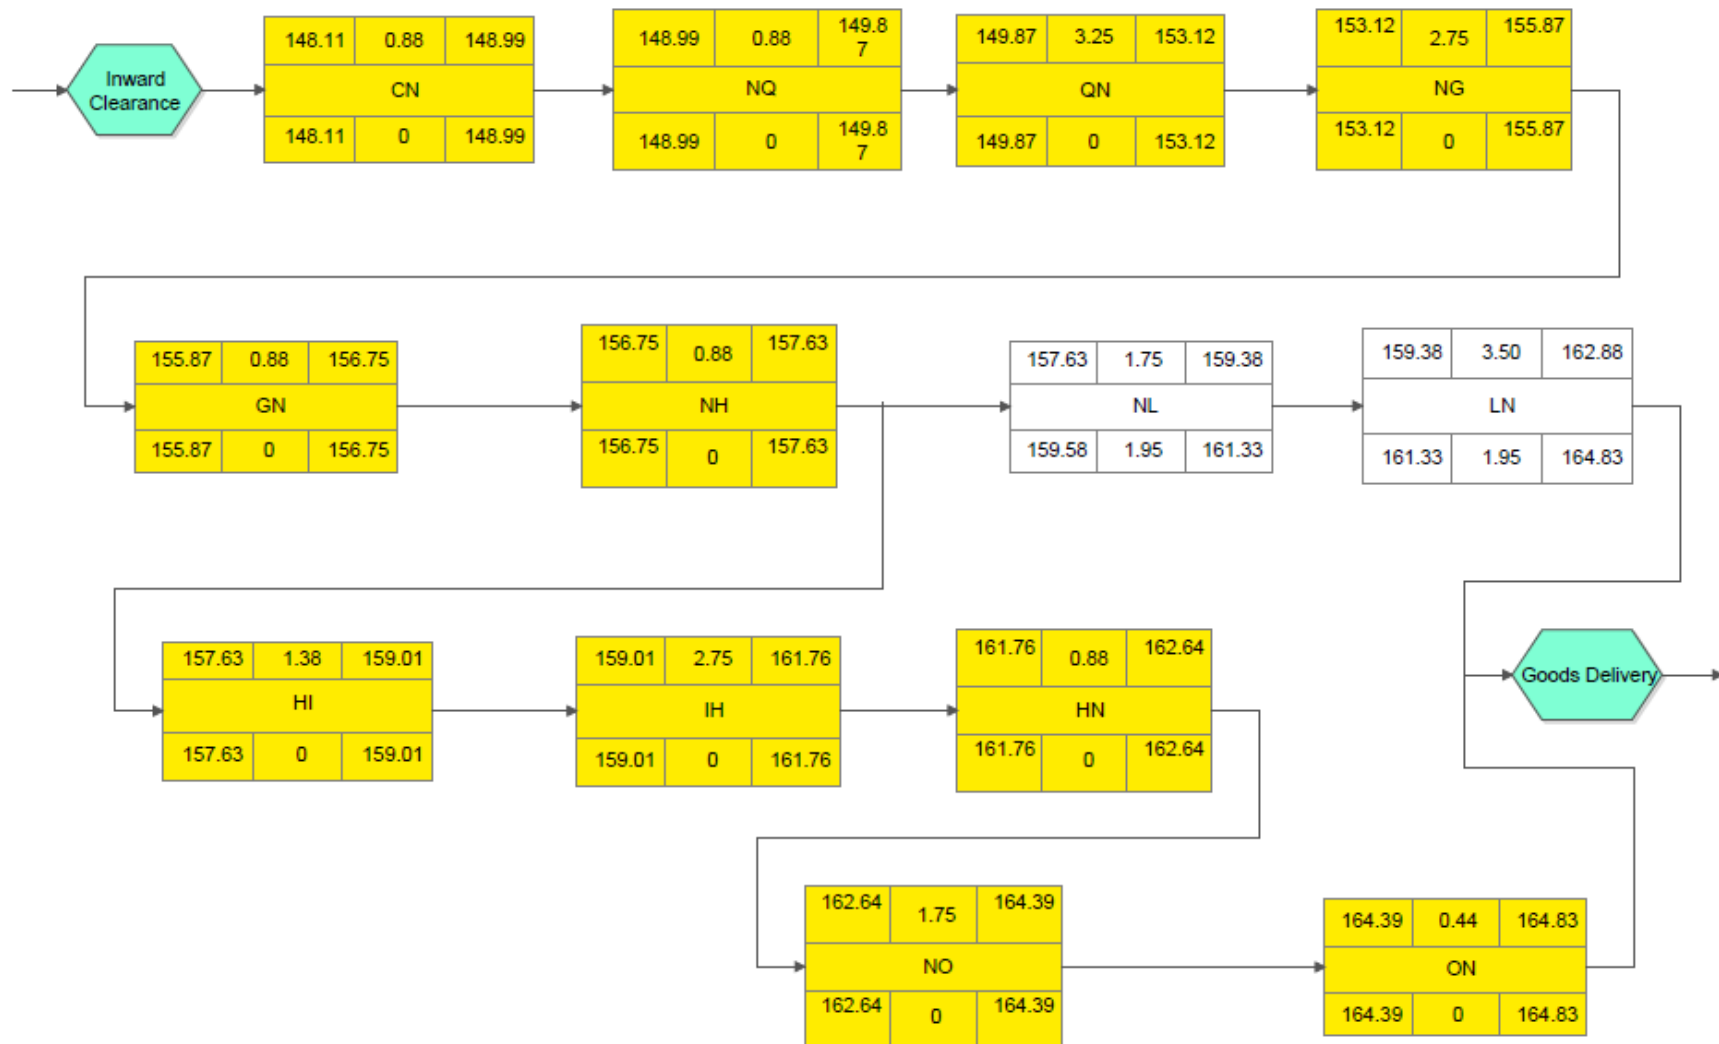 Inward
Clearance
148.11 0.88 148.99
CN
148.11 0 148.99
148.99 0.88 149.8
7
NQ
148.99 0 149.8
7
149.87 3.25 153.12
QN
149.87 0 153.12
153.12 2.75 155.87
NG
153.12 0 155.87
155.87 0.88 156.75
GN
155.87 0 156.75
156.75 0.88 157.63
NH
156.75 0 157.63
157.63 1.75 159.38
NL
159.58 1.95 161.33
159.38 3.50 162.88
LN
161.33 1.95 164.83
157.63 1.38 159.01
HI
157.63 0 159.01
159.01 2.75 161.76
IH
159.01 0 161.76
161.76 0.88 162.64
HN
161.76 0 162.64
Goods Delivery
162.64 1.75 164.39
NO
162.64 0 164.39
164.39 0.44 164.83
ON
164.39 0 164.83